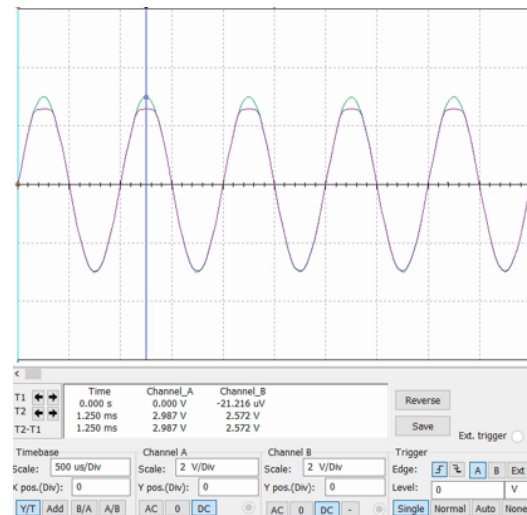 <
T1 Time Channel_A Channel_B
0.000 s 0.000 V -21.216 uV
T2 1.250 ms 2.987 V 2.572 V
T2-T1 1.250 ms 2.987 V 2.572 V
Reverse
Save
Ext. trigger
Timebase Channel A Channel B Trigger
Scale: 500 us/Div Scale: 2 V/Div Scale: 2 V/Div Edge: A B Ext
X pos.(Div): 0 Y pos.(Div): 0 Y pos.(Div): 0 Level: 0 V
Y/T Add B/A A/B AC 0 DC AC 0 DC - Single Normal Auto None